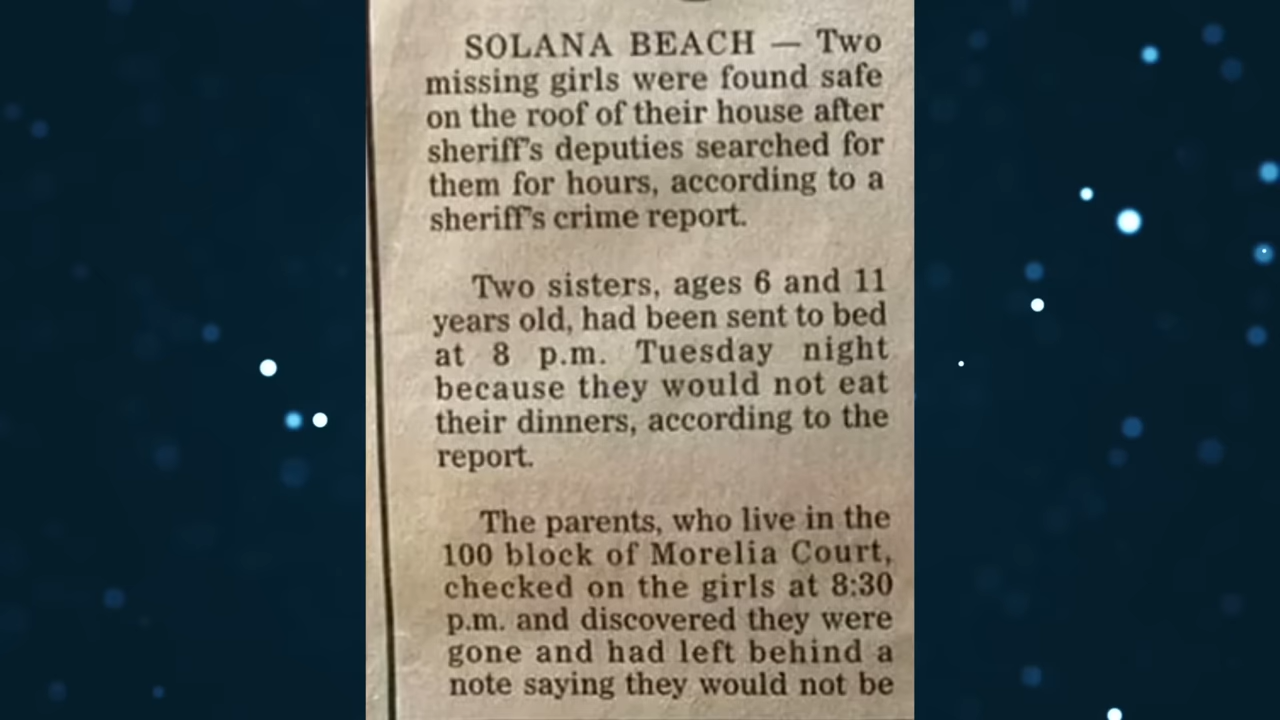 SOLANA BEACH — Two
missing girls were found safe
on the roof of their house after
sheriff's deputies searched for
them for hours, according to a
sheriff's crime report.
Two sisters, ages 6 and 11
years old, had been sent to bed
at 8 p.m. Tuesday night
because they would not eat
their dinners, according to the
report.
The parents, who live in the
100 block of Morelia Court,
checked on the girls at 8:30
p.m. and discovered they were
gone and had left behind a
note saying they would not be